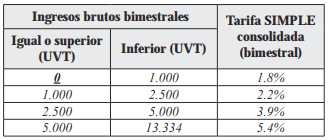 Ingresos brutos bimestrales
Tarifa SIMPLE
consolidada
(bimestral)
Igual o superior
(UVT)
Inferior (UVT)
0 1.000 1.8%
1.000 2.500 2.2%
2.500 5.000 3.9%
5.000 13.334 5.4%